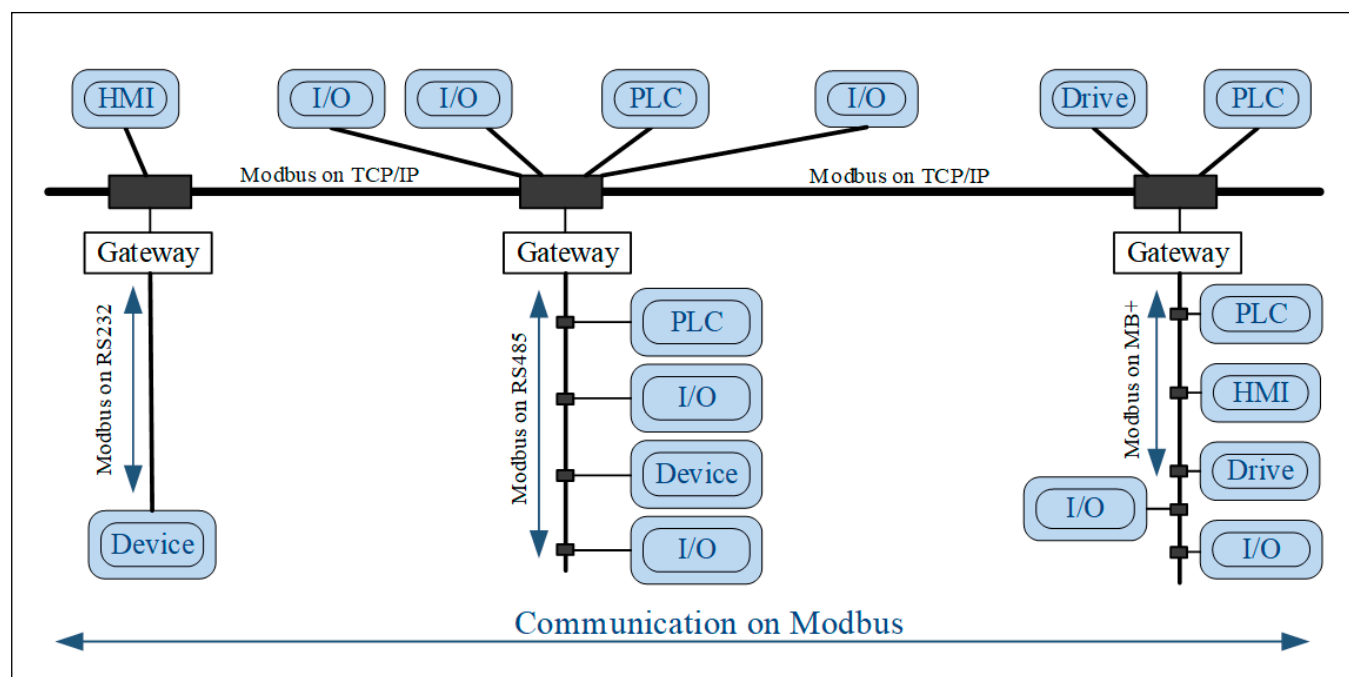 HMI
I/O
I/O
PLC
I/O
Drive
PLC
Modbus on TCP/IP
Modbus on TCP/IP
Gateway
Gateway
Gateway
Modbus on RS232
Device
Modbus on RS485
PLC
I/O
Device
I/O
Modbus on MB+
PLC
HMI
Drive
I/O
I/O
Communication on Modbus